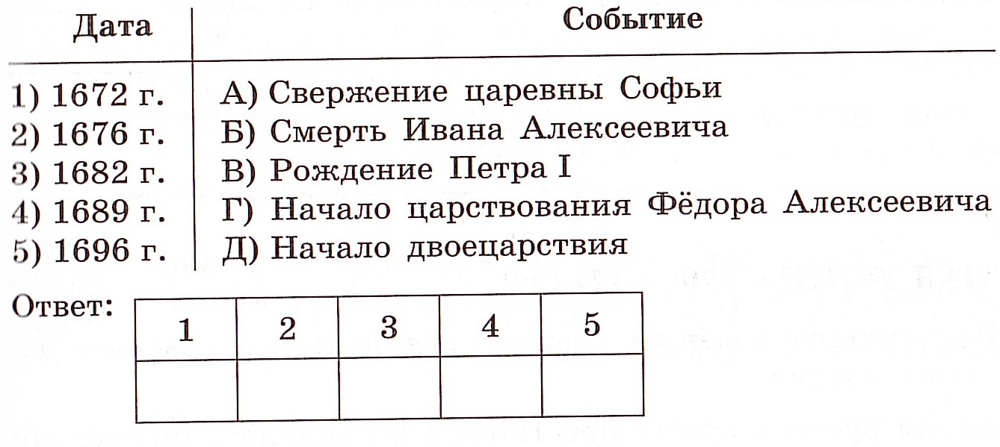 Дата Событие
1) 1672 г. А) Свержение царевны Софьи
2) 1676 г. Б) Смерть Ивана Алексеевича
3) 1682 г. В) Рождение Петра I
4) 1689 г. Г) Начало царствования Фёдора Алексеевича
5) 1696 г. Д) Начало двоецарствия
Ответ:
1 2 3 4 5